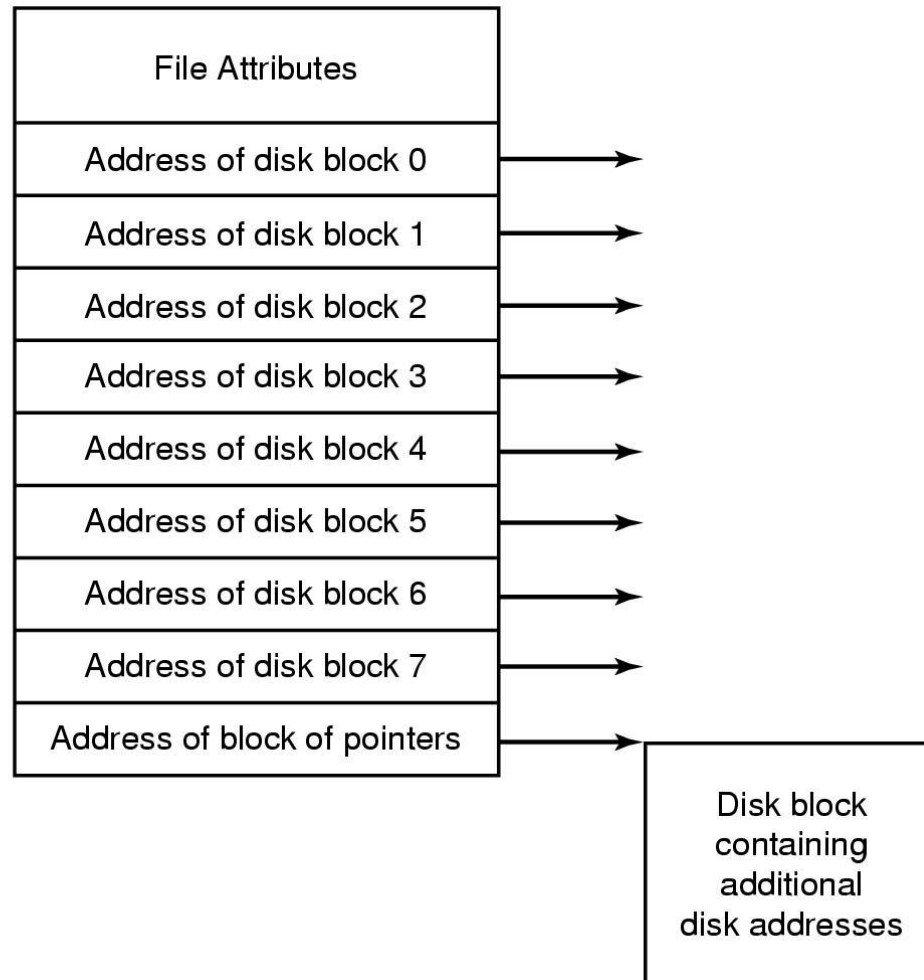 File Attributes
Address of disk block 0
Address of disk block 1
Address of disk block 2
Address of disk block 3
Address of disk block 4
Address of disk block 5
Address of disk block 6
Address of disk block 7
Address of block of pointers
Disk block
containing
additional
disk addresses